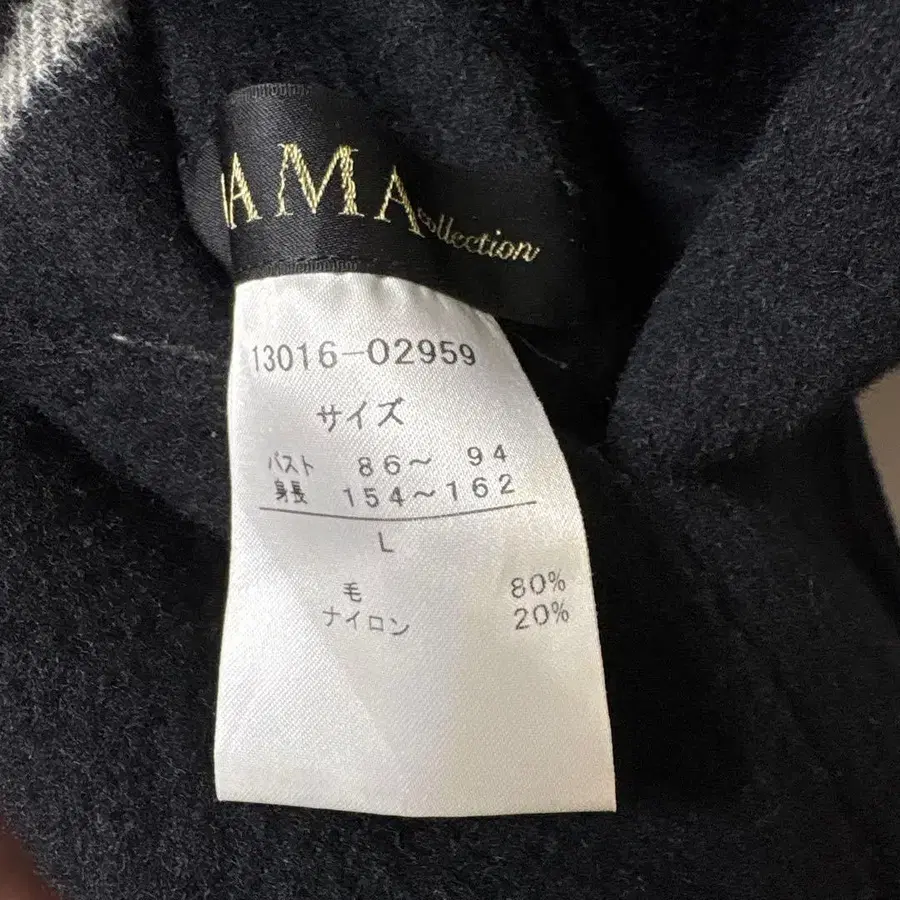 AMA collection
13016-02959
サイズ
バスト 86～ 94
身長 154～162
L
毛 80%
ナイロン 20%